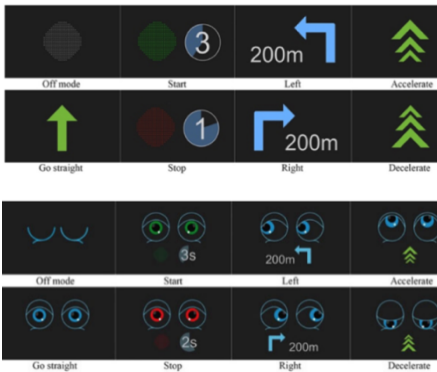 3
200m
Off mode Start Left Accelerate
1
200m
Go straight Stop Right Decelerate
3s
200m
Off mode Start Left Accelerate
2s
200m
Go straight Stop Right Decelerate